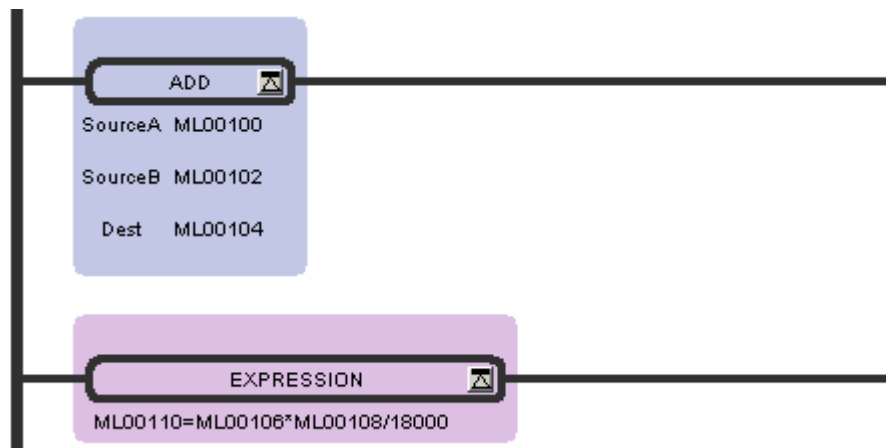 ADD
SourceA ML00100
SourceB ML00102
Dest ML00104
EXPRESSION
ML00110=ML00106*ML00108/18000